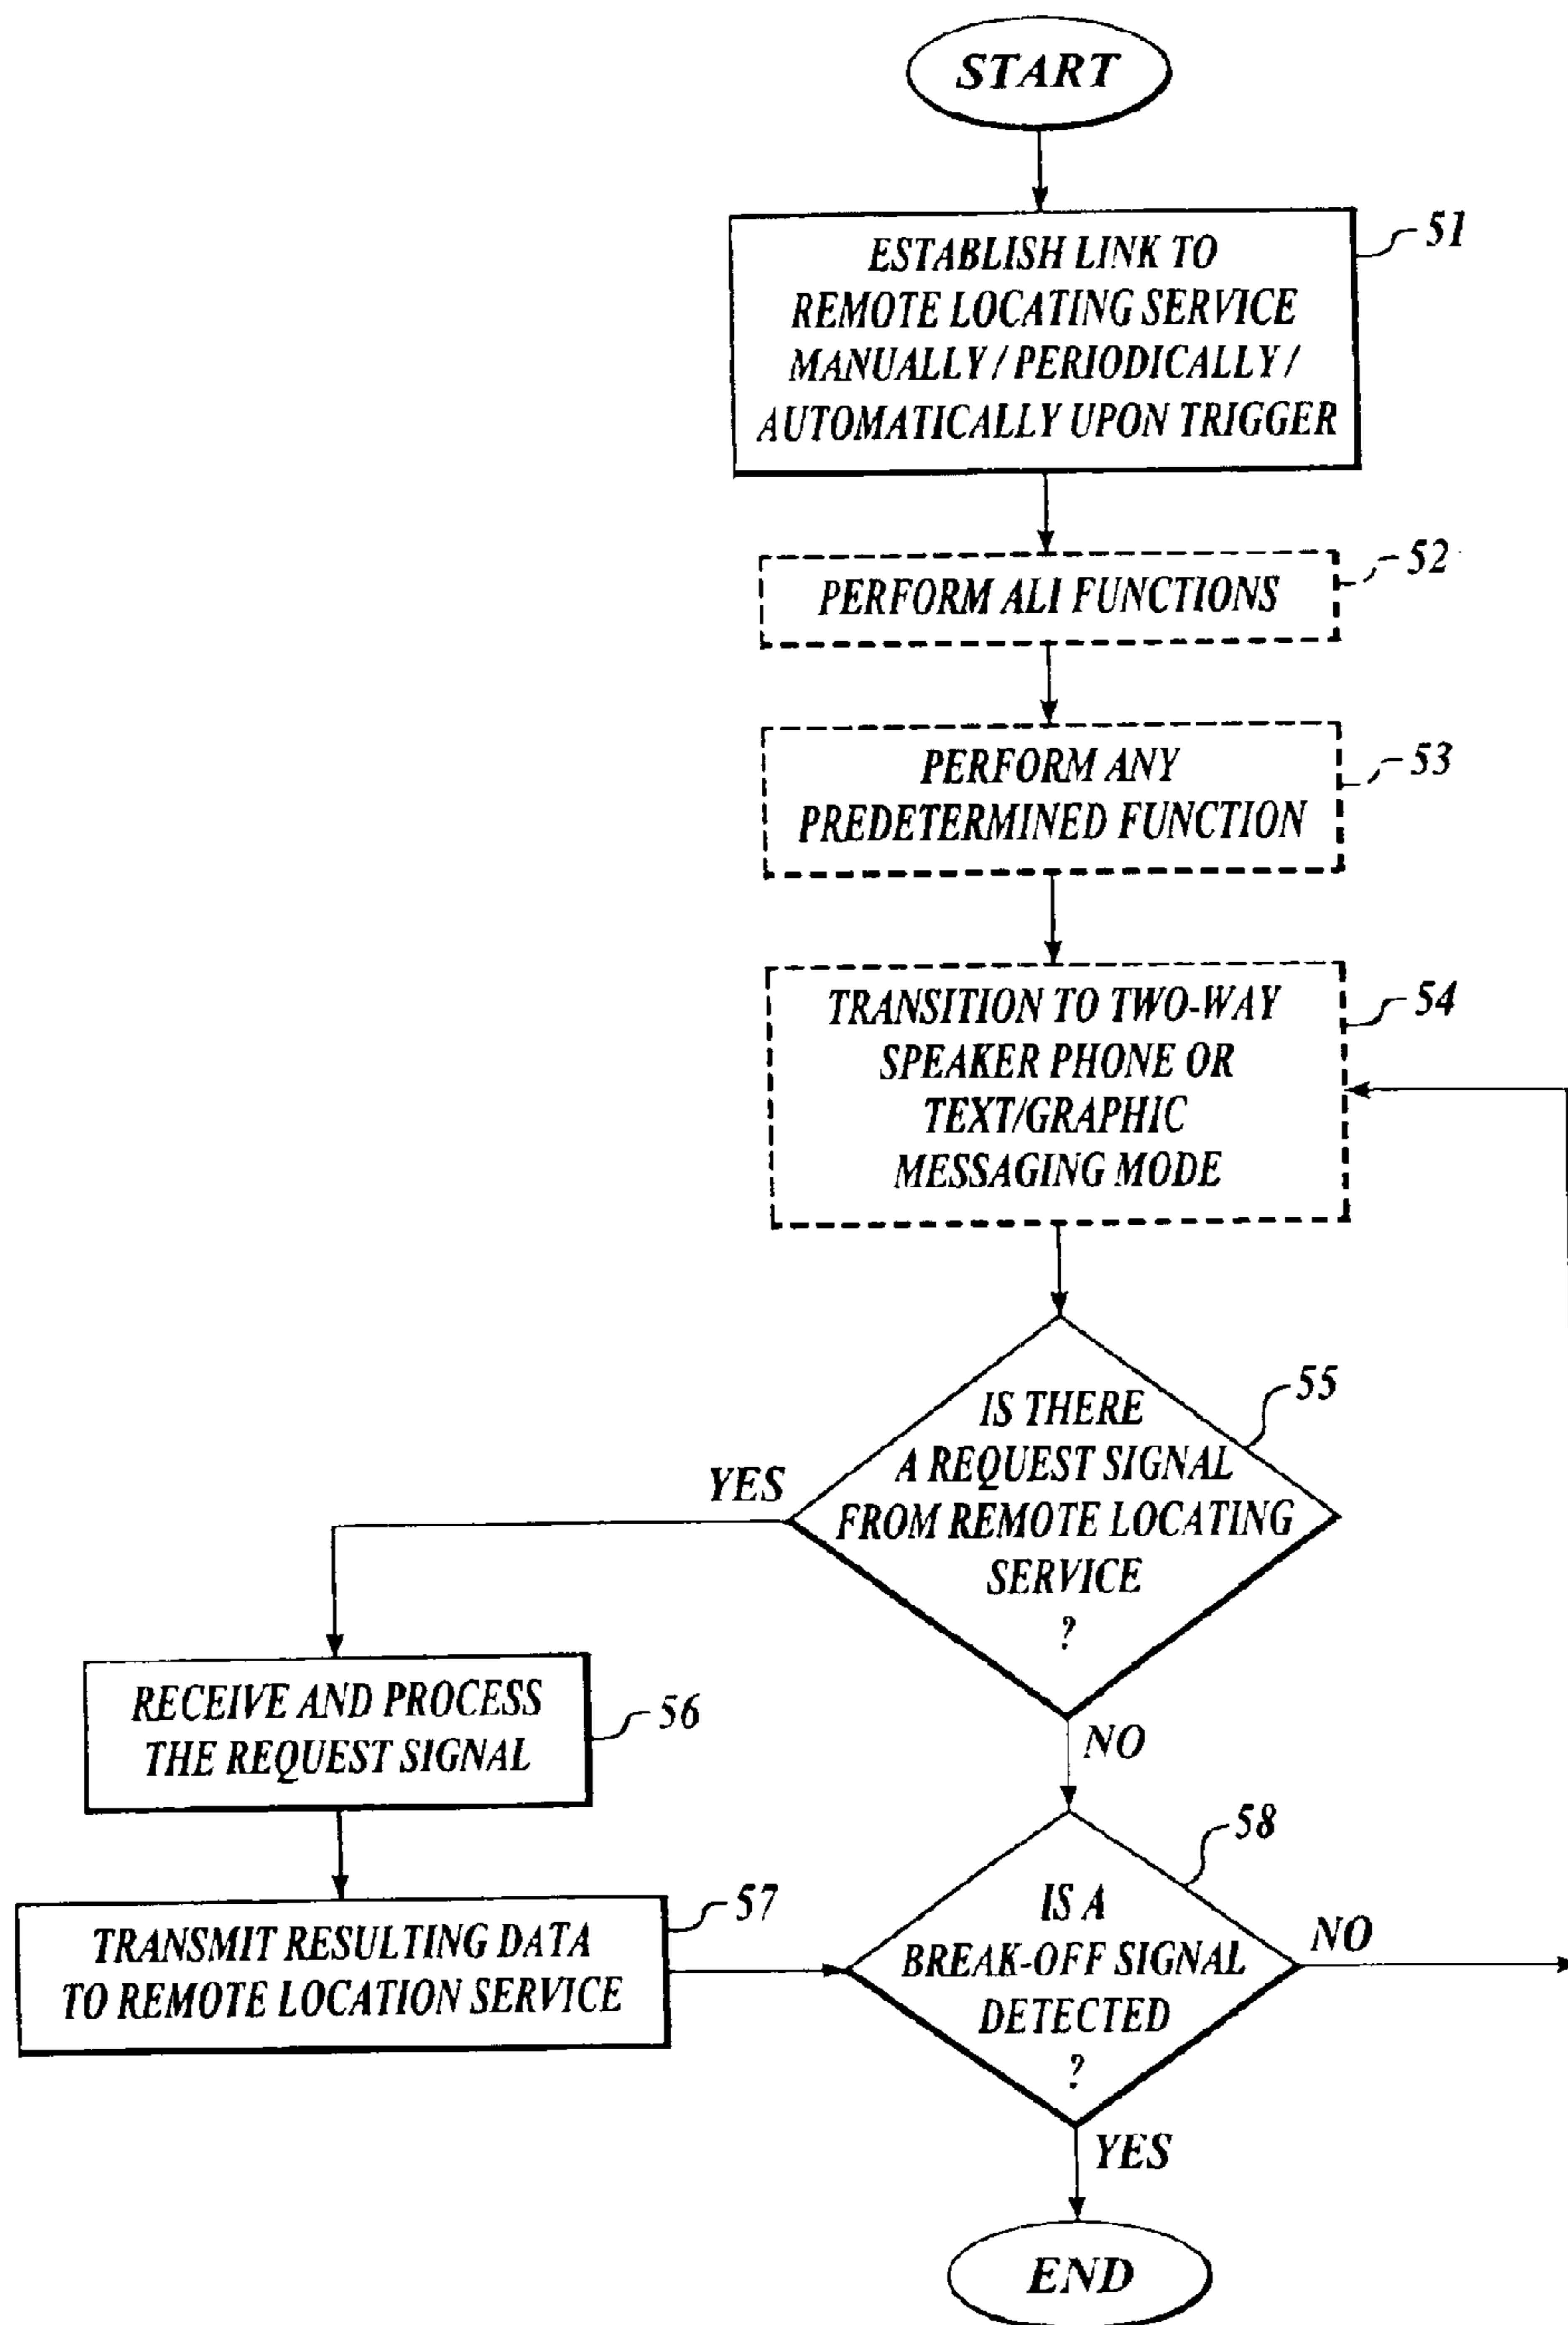 START
ESTABLISH LINK TO
REMOTE LOCATING SERVICE
MANUALLY / PERIODICALLY /
AUTOMATICALLY UPON TRIGGER
51
PERFORM ALI FUNCTIONS
52
PERFORM ANY
PREDETERMINED FUNCTION
53
TRANSITION TO TWO-WAY
SPEAKER PHONE OR
TEXT/GRAPHIC
MESSAGING MODE
54
IS THERE
A REQUEST SIGNAL
FROM REMOTE LOCATING
SERVICE
?
55
YES
NO
RECEIVE AND PROCESS
THE REQUEST SIGNAL
56
TRANSMIT RESULTING DATA
TO REMOTE LOCATION SERVICE
57
IS A
BREAK-OFF SIGNAL
DETECTED
?
58
NO
YES
END